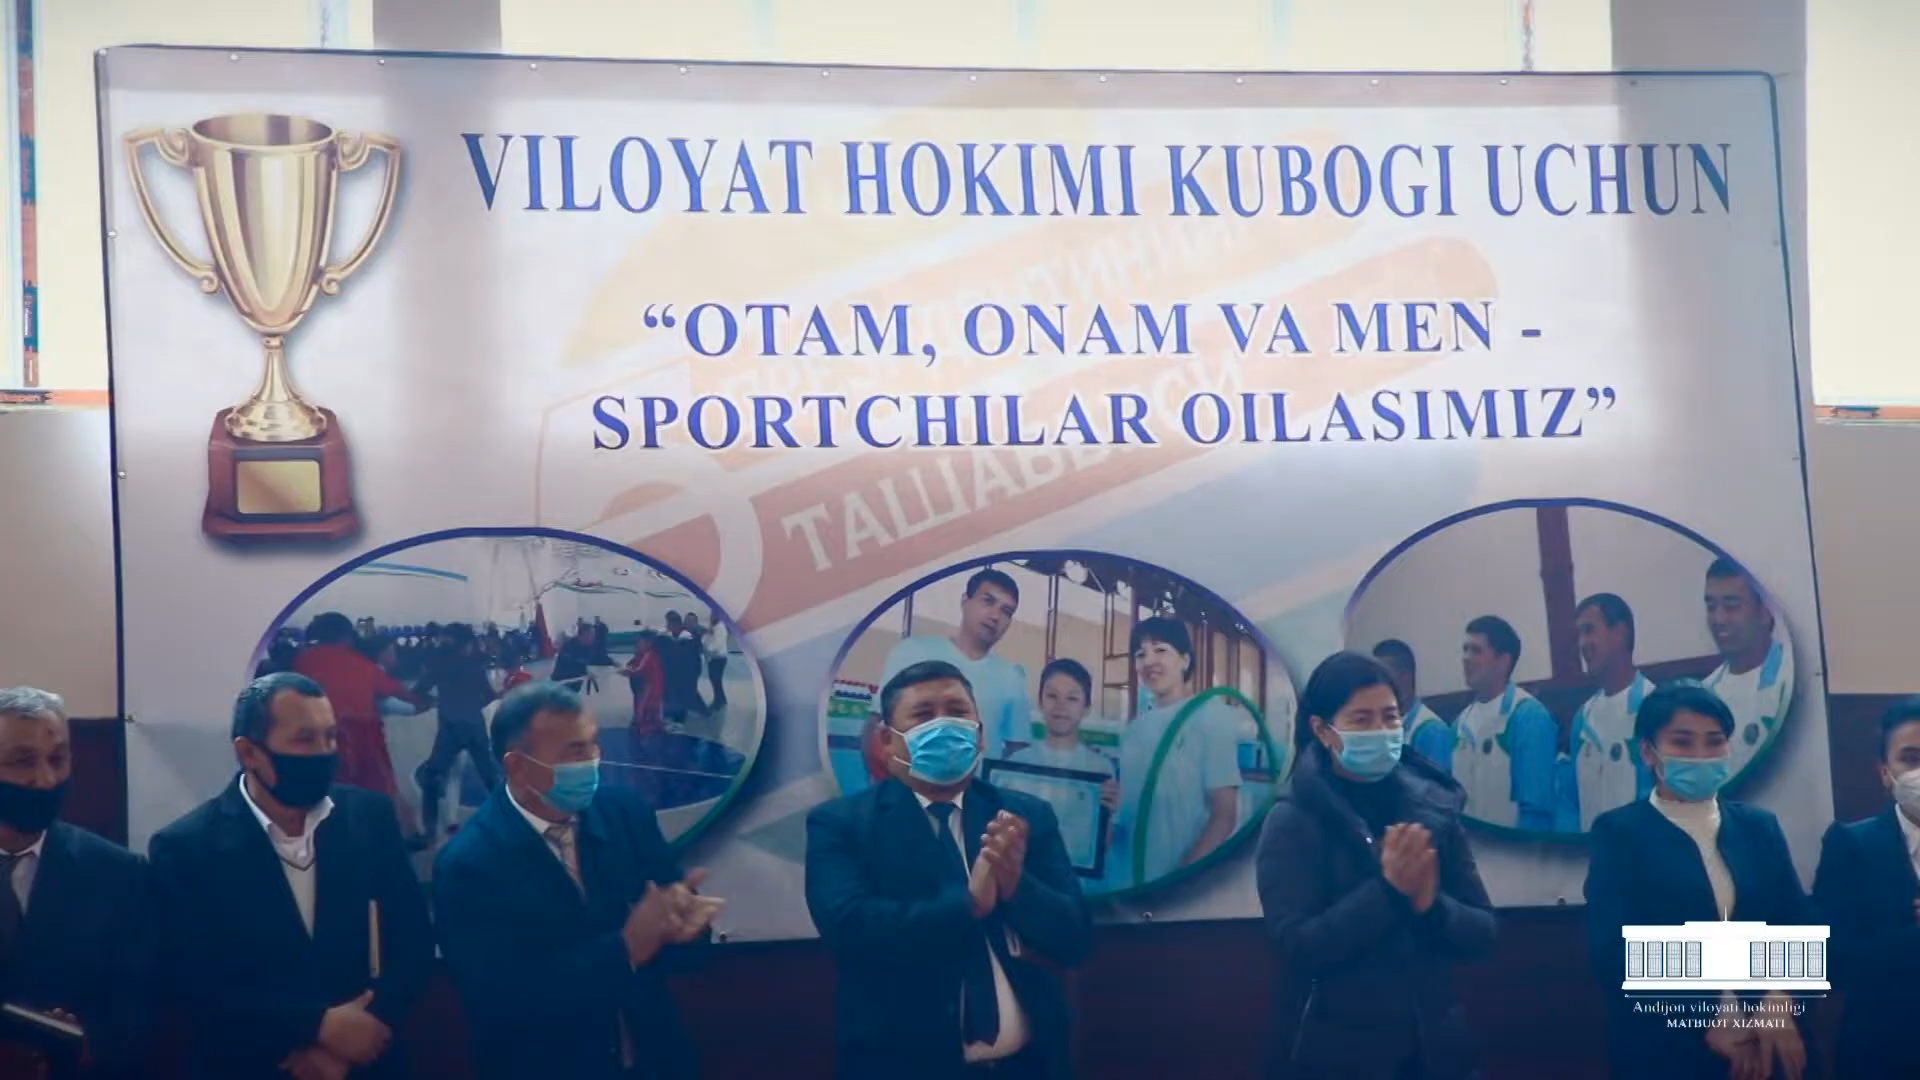 VILOYAT HOKIMI KUBOGI UCHUN
“OTAM, ONAM VA MEN -
SPORTCHILAR OILASIMIZ”
ТАШАББУСИ
Andijon viloyati hokimligi
MATBUOT XIZMATI